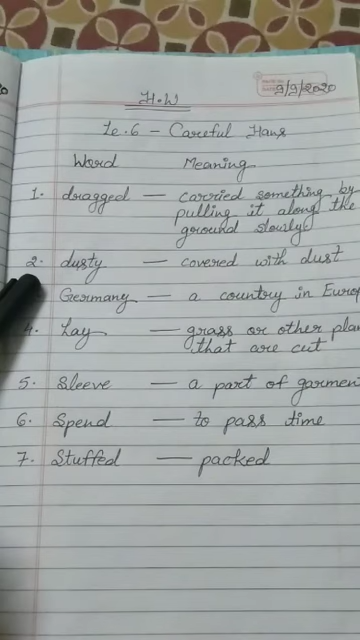 9/9/2020
H.W
Le.6 - Careful Hans
Word Meaning
1. dragged — carried something by
pulling it along the
ground slowly
2. dusty — covered with dust
Germany — a country in Europ
4. Hay — grass or other plan
that are cut
5. Sleeve — a part of garmen
6. Spend — to pass time
7. Stuffed — packed